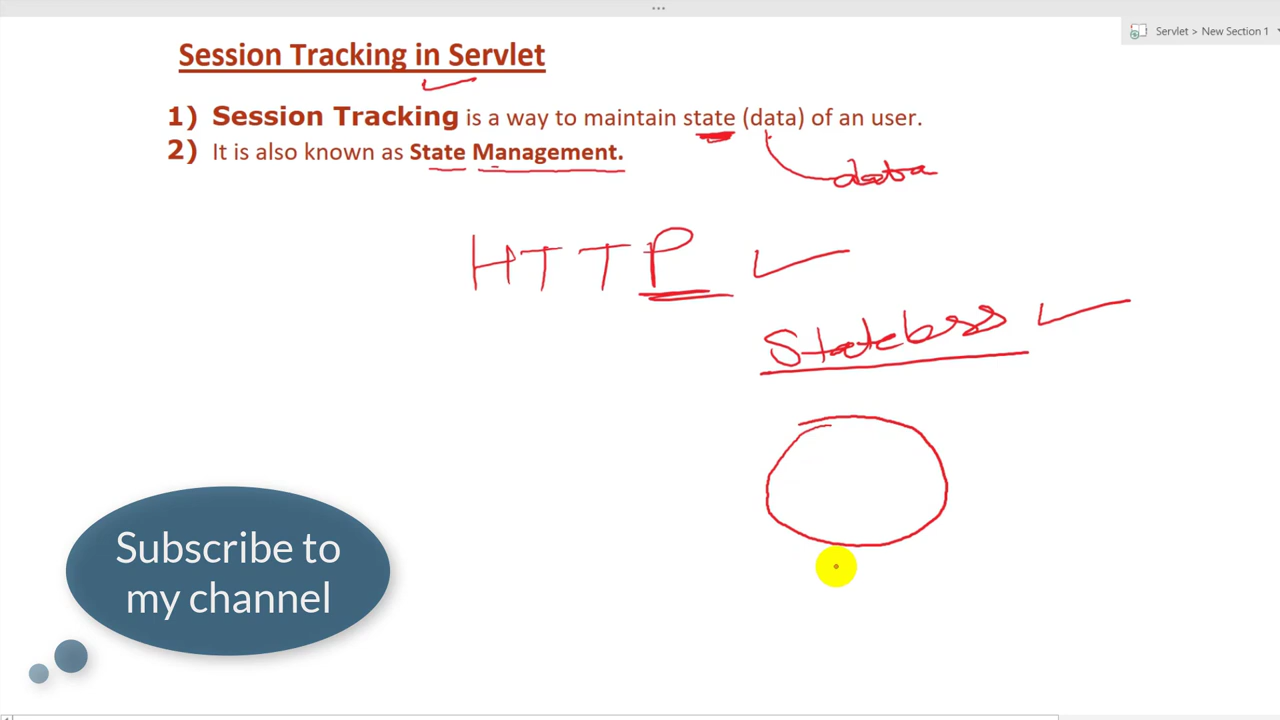 Servlet > New Section 1
Session Tracking in Servlet
1) Session Tracking is a way to maintain state (data) of an user.
2) It is also known as State Management.
data
HTTP
Stateless
Subscribe to
my channel